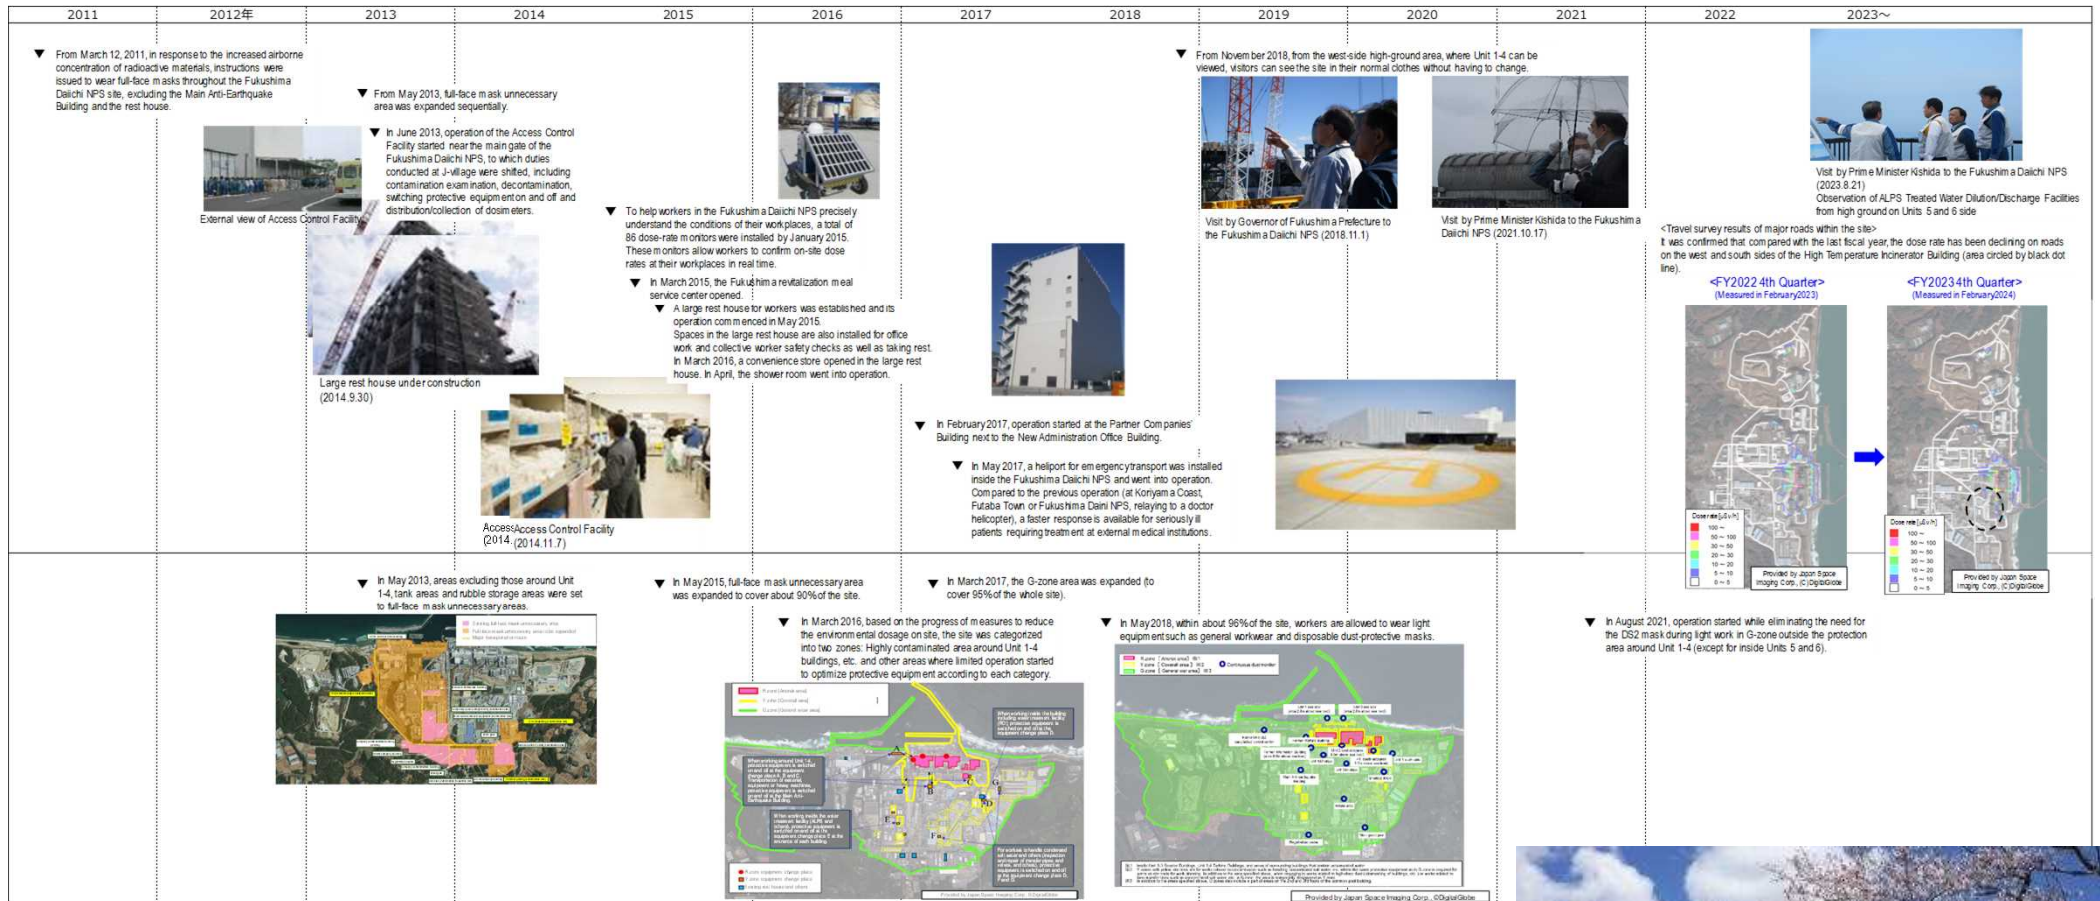 2011
2012年
2013
2014
2015
2016
2017
2018
2019
2020
2021
2022
2023～
▼ From March 12, 2011, in response to the increased airborne
concentration of radioactive materials, instructions were
issued to wear full-face masks throughout the Fukushima
Daiichi NPS site, excluding the Main Anti-Earthquake
Building and the rest house.
▼ From May 2013, full-face mask unnecessary
area was expanded sequentially.
▼ In June 2013, operation of the Access Control
Facility started near the main gate of the
Fukushima Daiichi NPS, to which duties
conducted at J-village were shifted, including
contamination examination, decontamination,
switching protective equipment on and off and
distribution/collection of dosimeters.
External view of Access Control Facility
Large rest house under construction
(2014.9.30)
Access Control Facility
(2014.11.7)
▼ To help workers in the Fukushima Daiichi NPS precisely
understand the conditions of their workplaces, a total of
86 dose-rate monitors were installed by January 2015.
These monitors allow workers to confirm on-site dose
rates at their workplaces in real time.
▼ In March 2015, the Fukushima revitalization meal
service center opened.
▼ A large rest house for workers was established and its
operation commenced in May 2015.
Spaces in the large rest house are also installed for office
work and collective worker safety checks as well as taking rest.
In March 2016, a convenience store opened in the large rest
house. In April, the shower room went into operation.
▼ In February 2017, operation started at the Partner Companies'
Building next to the New Administration Office Building.
▼ In May 2017, a heliport for emergency transport was installed
inside the Fukushima Daiichi NPS and went into operation.
Compared to the previous operation (at Koriyama Coast,
Futaba Town or Fukushima Daini NPS, relaying to a doctor
helicopter), a faster response is available for seriously ill
patients requiring treatment at external medical institutions.
▼ From November 2018, from the west-side high-ground area, where Unit 1-4 can be
viewed, visitors can see the site in their normal clothes without having to change.
Visit by Governor of Fukushima Prefecture to
the Fukushima Daiichi NPS (2018.11.1)
Visit by Prime Minister Kishida to the Fukushima
Daiichi NPS (2021.10.17)
Visit by Prime Minister Kishida to the Fukushima Daiichi NPS
(2023.8.21)
Observation of ALPS Treated Water Dilution/Discharge Facilities
from high ground on Units 5 and 6 side
<Travel survey results of major roads within the site>
It was confirmed that compared with the last fiscal year, the dose rate has been declining on roads
on the west and south sides of the High Temperature Incinerator Building (area circled by black dot
line).
<FY2022 4th Quarter>
(Measured in February2023)
<FY2023 4th Quarter>
(Measured in February2024)
Dose rate [μSv/h]
100～
50～100
30～50
20～30
10～20
5～10
0～5
Provided by Japan Space
Imaging Corp., (C)DigitalGlobe
Dose rate [μSv/h]
100～
50～100
30～50
20～30
10～20
5～10
0～5
Provided by Japan Space
Imaging Corp., (C)DigitalGlobe
▼ In May 2013, areas excluding those around Unit
1-4, tank areas and rubble storage areas were set
to full-face mask unnecessary areas.
▼ In May 2015, full-face mask unnecessary area
was expanded to cover about 90% of the site.
▼ In March 2016, based on the progress of measures to reduce
the environmental dosage on site, the site was categorized
into two zones: Highly contaminated area around Unit 1-4
buildings, etc. and other areas where limited operation started
to optimize protective equipment according to each category.
▼ In March 2017, the G-zone area was expanded (to
cover 95% of the whole site).
▼ In May 2018, within about 96% of the site, workers are allowed to wear light
equipment such as general workwear and disposable dust-protective masks.
▼ In August 2021, operation started while eliminating the need for
the DS2 mask during light work in G-zone outside the protection
area around Unit 1-4 (except for inside Units 5 and 6).
Provided by Japan Space Imaging Corp., ©DigitalGlobe